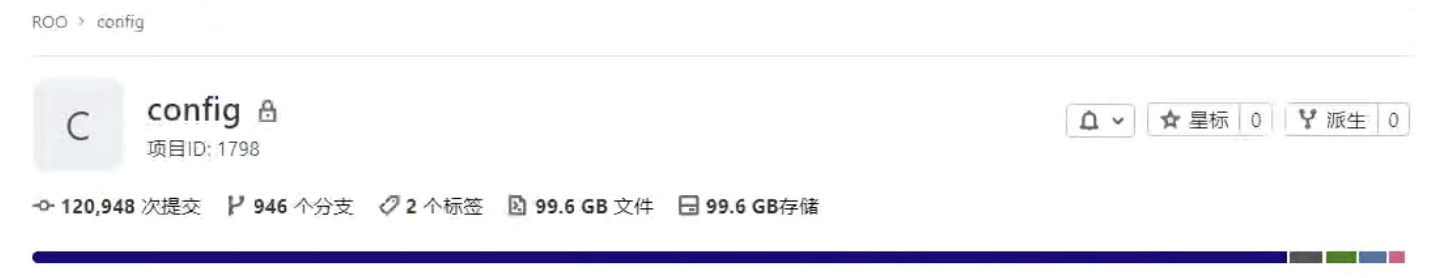 ROO > config
C
config
项目ID: 1798
星标 0
派生 0
120,948 次提交 946 个分支 2 个标签 99.6 GB 文件 99.6 GB存储